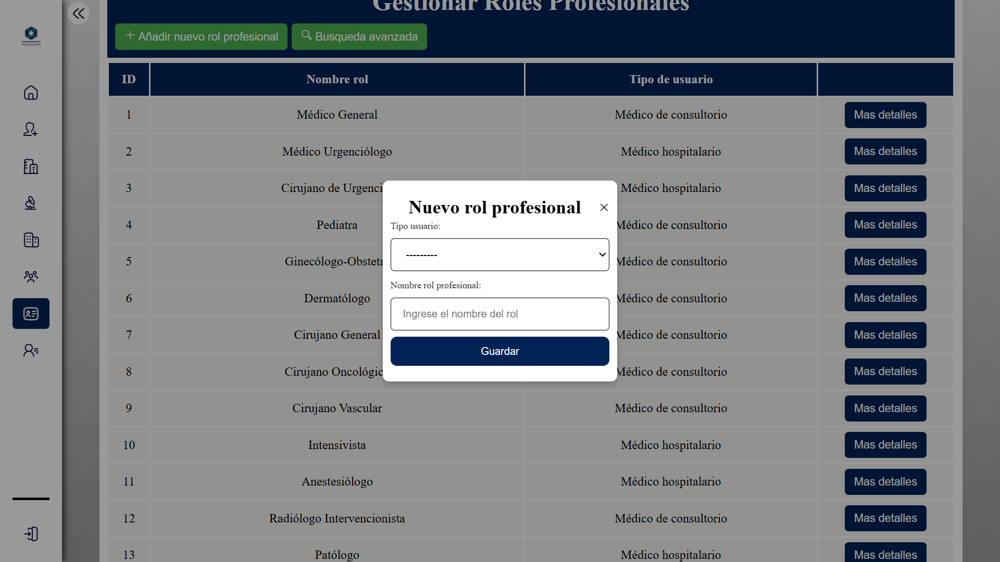 Gestionar Roles Profesionales
Añadir nuevo rol profesional
Busqueda avanzada
ID Nombre rol Tipo de usuario
1 Médico General Médico de consultorio Mas detalles
2 Médico Urgenciólogo Médico hospitalario Mas detalles
3 Cirujano de Urgenci Médico hospitalario Mas detalles
4 Pediatra Médico de consultorio Mas detalles
5 Ginecólogo-Obstetr Médico de consultorio Mas detalles
6 Dermatólogo Médico de consultorio Mas detalles
7 Cirujano General Médico de consultorio Mas detalles
8 Cirujano Oncológic Médico de consultorio Mas detalles
9 Cirujano Vascular Médico de consultorio Mas detalles
10 Intensivista Médico hospitalario Mas detalles
11 Anestesiólogo Médico hospitalario Mas detalles
12 Radiólogo Intervencionista Médico de consultorio Mas detalles
13 Patólogo Médico hospitalario Mas detalles
Nuevo rol profesional
Tipo usuario:
---------
Nombre rol profesional:
Ingrese el nombre del rol
Guardar
HOSPITAL